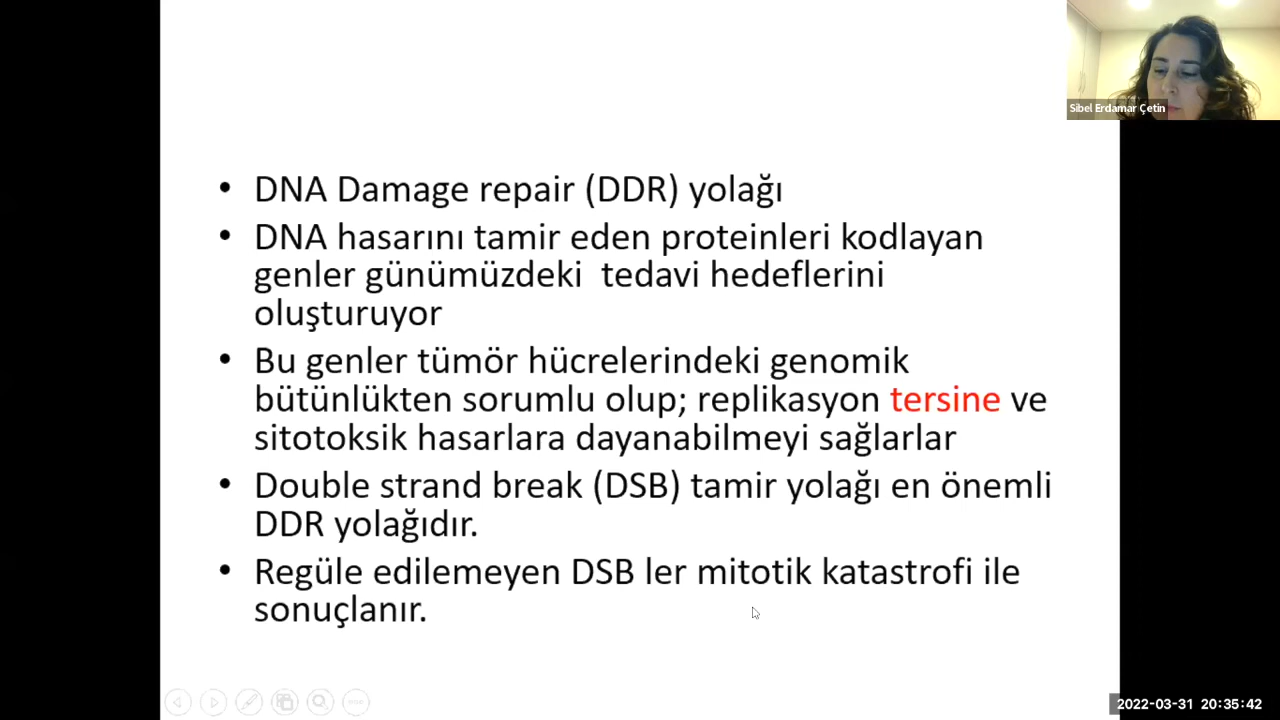 Sibel Erdamar Çetin
• DNA Damage repair (DDR) yolağı
• DNA hasarını tamir eden proteinleri kodlayan
genler günümüzdeki  tedavi hedeflerini
oluşturuyor
• Bu genler tümör hücrelerindeki genomik
bütünlükten sorumlu olup; replikasyon tersine ve
sitotoksik hasarlara dayanabilmeyi sağlarlar
• Double strand break (DSB) tamir yolağı en önemli
DDR yolağıdır.
• Regüle edilemeyen DSB ler mitotik katastrofi ile
sonuçlanır.
2022-03-31 20:35:42